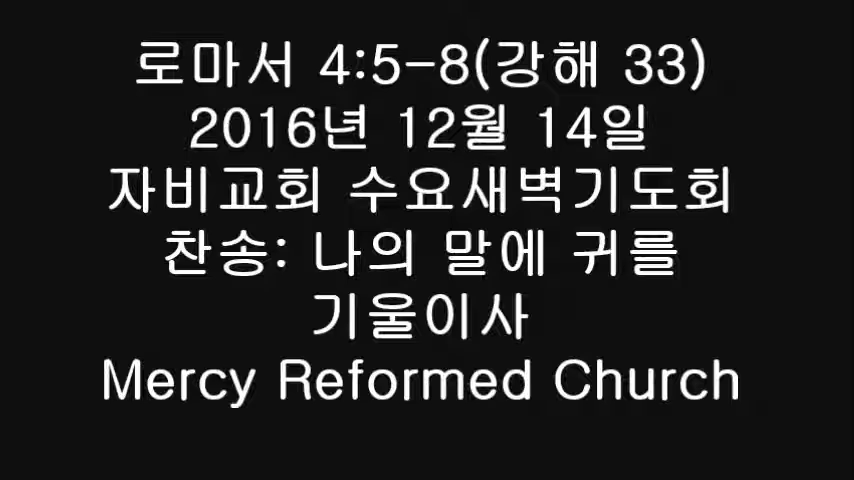 로마서 4:5-8(강해 33)
2016년 12월 14일
자비교회 수요새벽기도회
찬송: 나의 말에 귀를
기울이사
Mercy Reformed Church